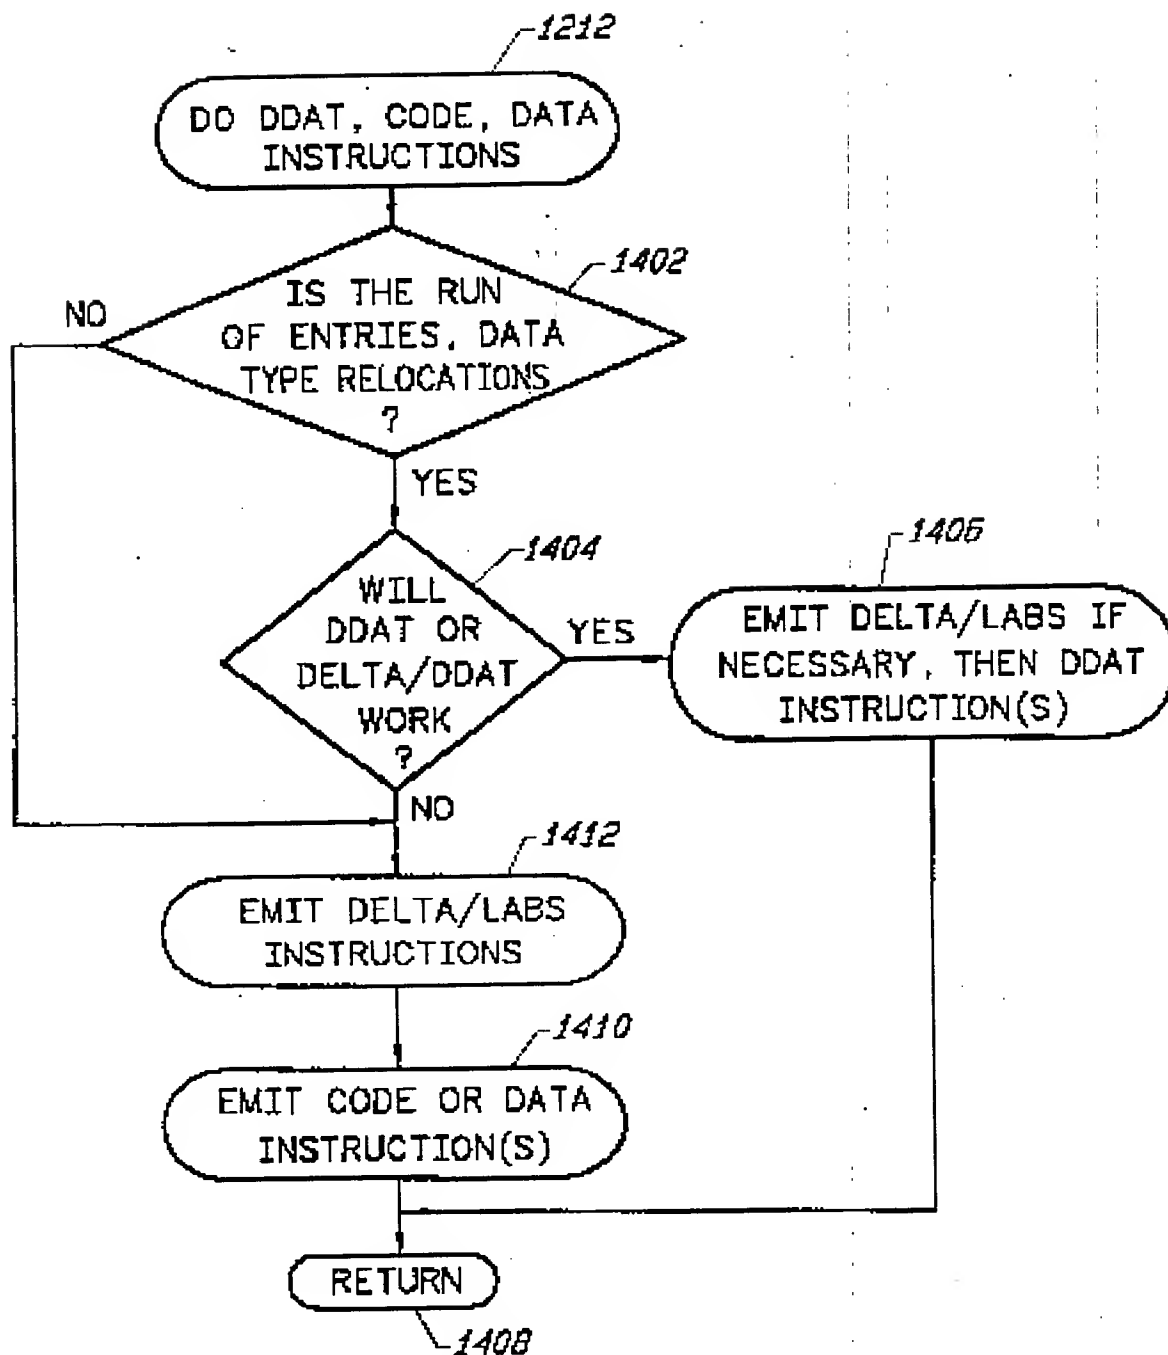 1212
DO DDAT, CODE, DATA
INSTRUCTIONS
1402
IS THE RUN
OF ENTRIES, DATA
TYPE RELOCATIONS
?
NO
YES
1404
WILL
DDAT OR
DELTA/DDAT
WORK
?
YES
1406
EMIT DELTA/LABS IF
NECESSARY, THEN DDAT
INSTRUCTION(S)
NO
1412
EMIT DELTA/LABS
INSTRUCTIONS
1410
EMIT CODE OR DATA
INSTRUCTION(S)
RETURN
1408